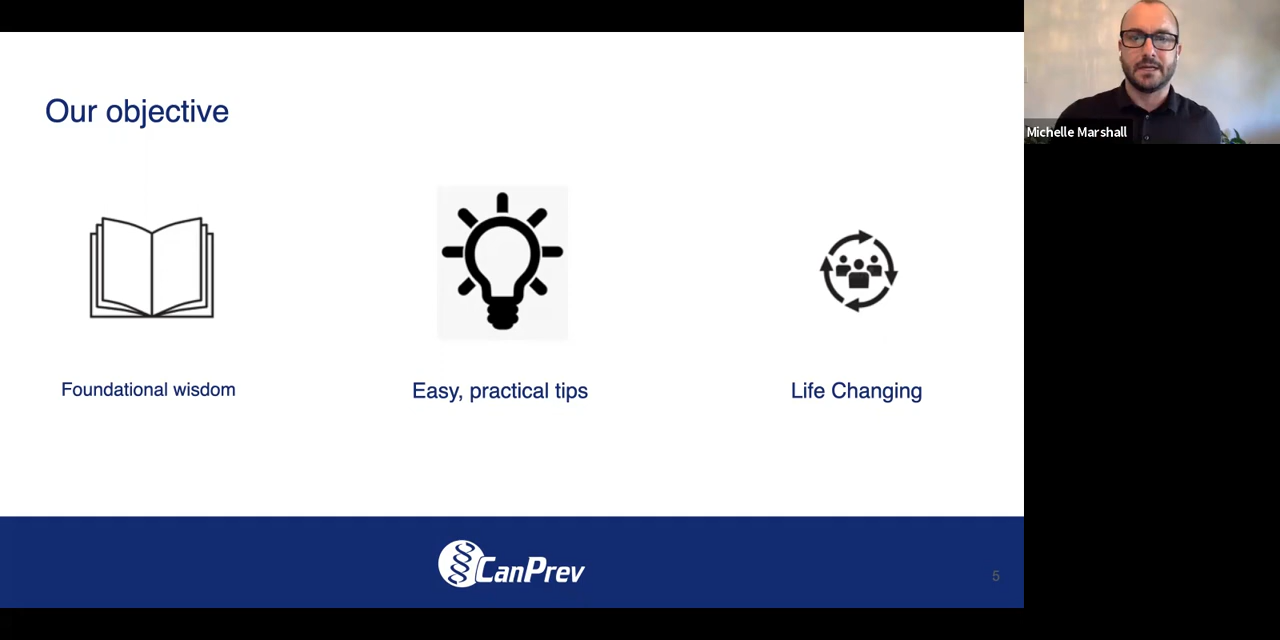 Our objective
Michelle Marshall
Foundational wisdom
Easy, practical tips
Life Changing
CanPrev
5